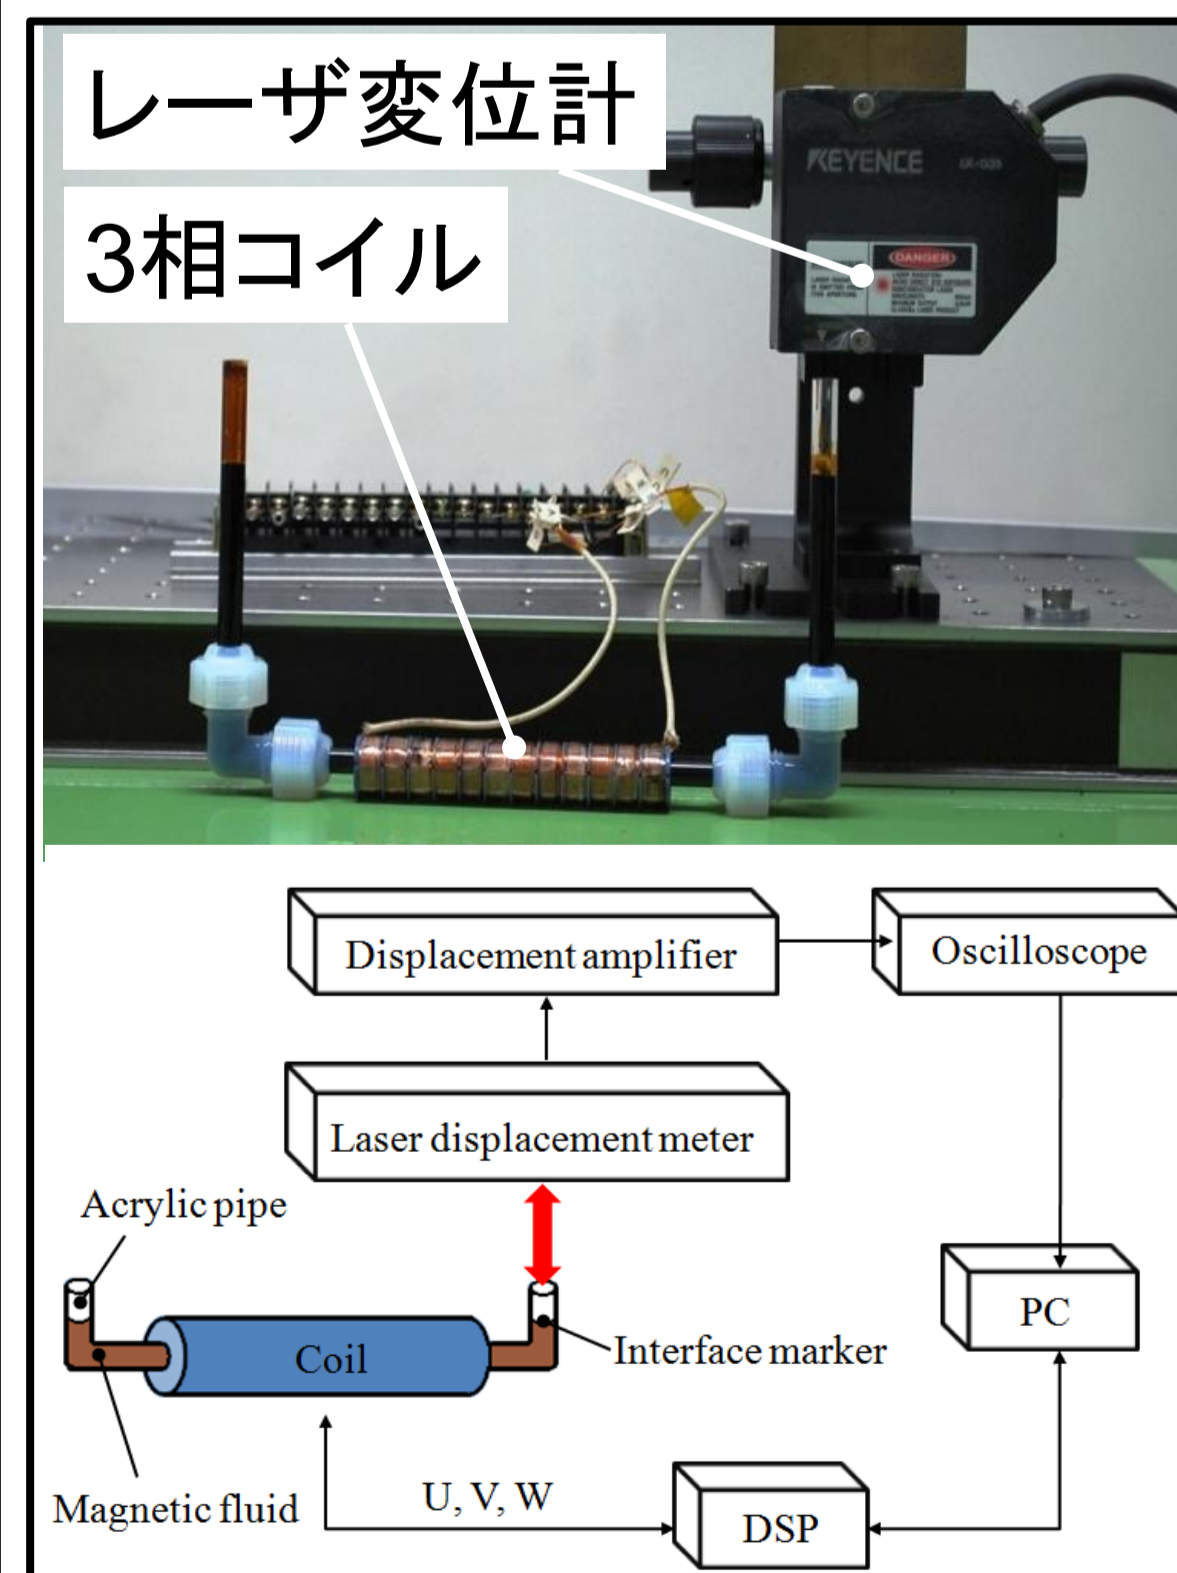 レーザ変位計
3相コイル
KEYENCE
DANGER
Displacement amplifier
Oscilloscope
Laser displacement meter
Acrylic pipe
PC
Coil
Interface marker
U, V, W
Magnetic fluid
DSP